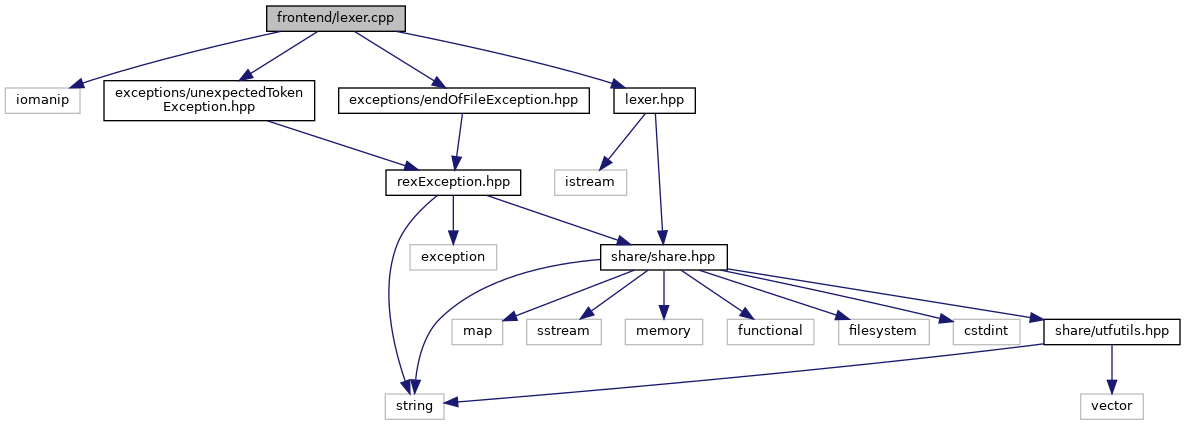 frontend/lexer.cpp
iomanip
exceptions/unexpectedToken
Exception.hpp
exceptions/endOfFileException.hpp
lexer.hpp
rexException.hpp
istream
exception
share/share.hpp
map
sstream
memory
functional
filesystem
cstdint
share/utfutils.hpp
string
vector